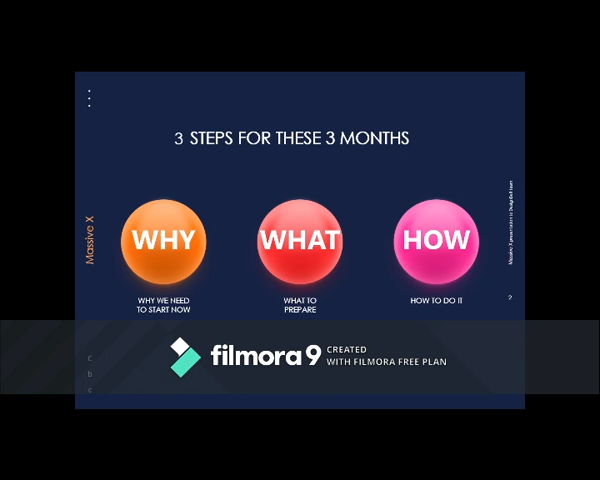 3 STEPS FOR THESE 3 MONTHS
Massive X
WHY
WHAT
HOW
WHY WE NEED
TO START NOW
WHAT TO
PREPARE
HOW TO DO IT
2
filmora 9
CREATED
WITH FILMORA FREE PLAN
c
b
c